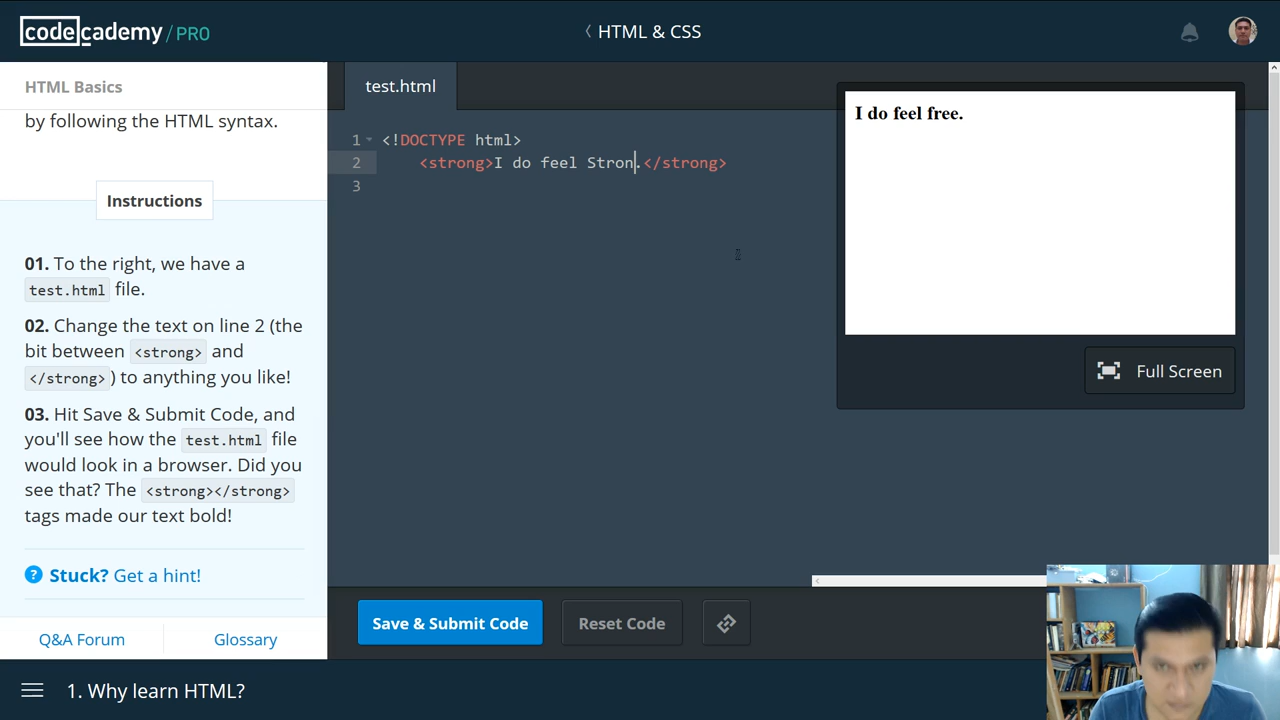 codecademy/PRO
〈 HTML & CSS
HTML Basics
by following the HTML syntax.
Instructions
01. To the right, we have a
test.html file.
02. Change the text on line 2 (the
bit between <strong> and
</strong>) to anything you like!
03. Hit Save & Submit Code, and
you'll see how the test.html file
would look in a browser. Did you
see that? The <strong></strong>
tags made our text bold!
? Stuck? Get a hint!
Q&A Forum
Glossary
test.html
1 <!DOCTYPE html>
2 <strong>I do feel Stron.</strong>
3
I do feel free.
Full Screen
Save & Submit Code
Reset Code
1. Why learn HTML?